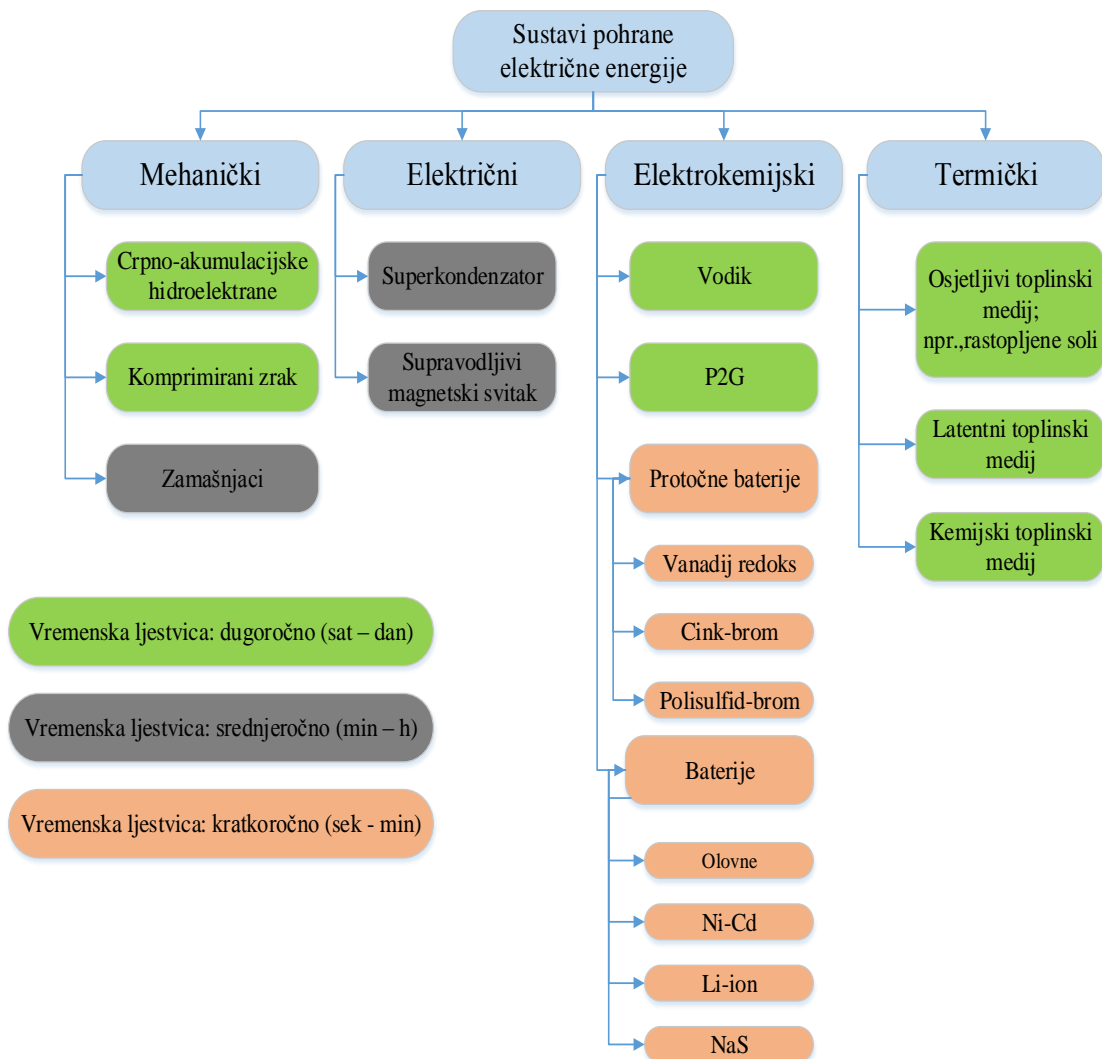 Sustavi pohrane
električne energije
Mehanički
Električni
Elektrokemijski
Termički
Crpno-akumulacijske
hidroelektrane
Komprimirani zrak
Zamašnjaci
Superkondenzator
Supravodljivi
magnetski svitak
Vodik
P2G
Protočne baterije
Vanadij redoks
Cink-brom
Polisulfid-brom
Baterije
Olovne
Ni-Cd
Li-ion
NaS
Osjetljivi toplinski
medij;
npr.,rastopljene soli
Latentni toplinski
medij
Kemijski toplinski
medij
Vremenska ljestvica: dugoročno (sat – dan)
Vremenska ljestvica: srednjeročno (min – h)
Vremenska ljestvica: kratkoročno (sek - min)